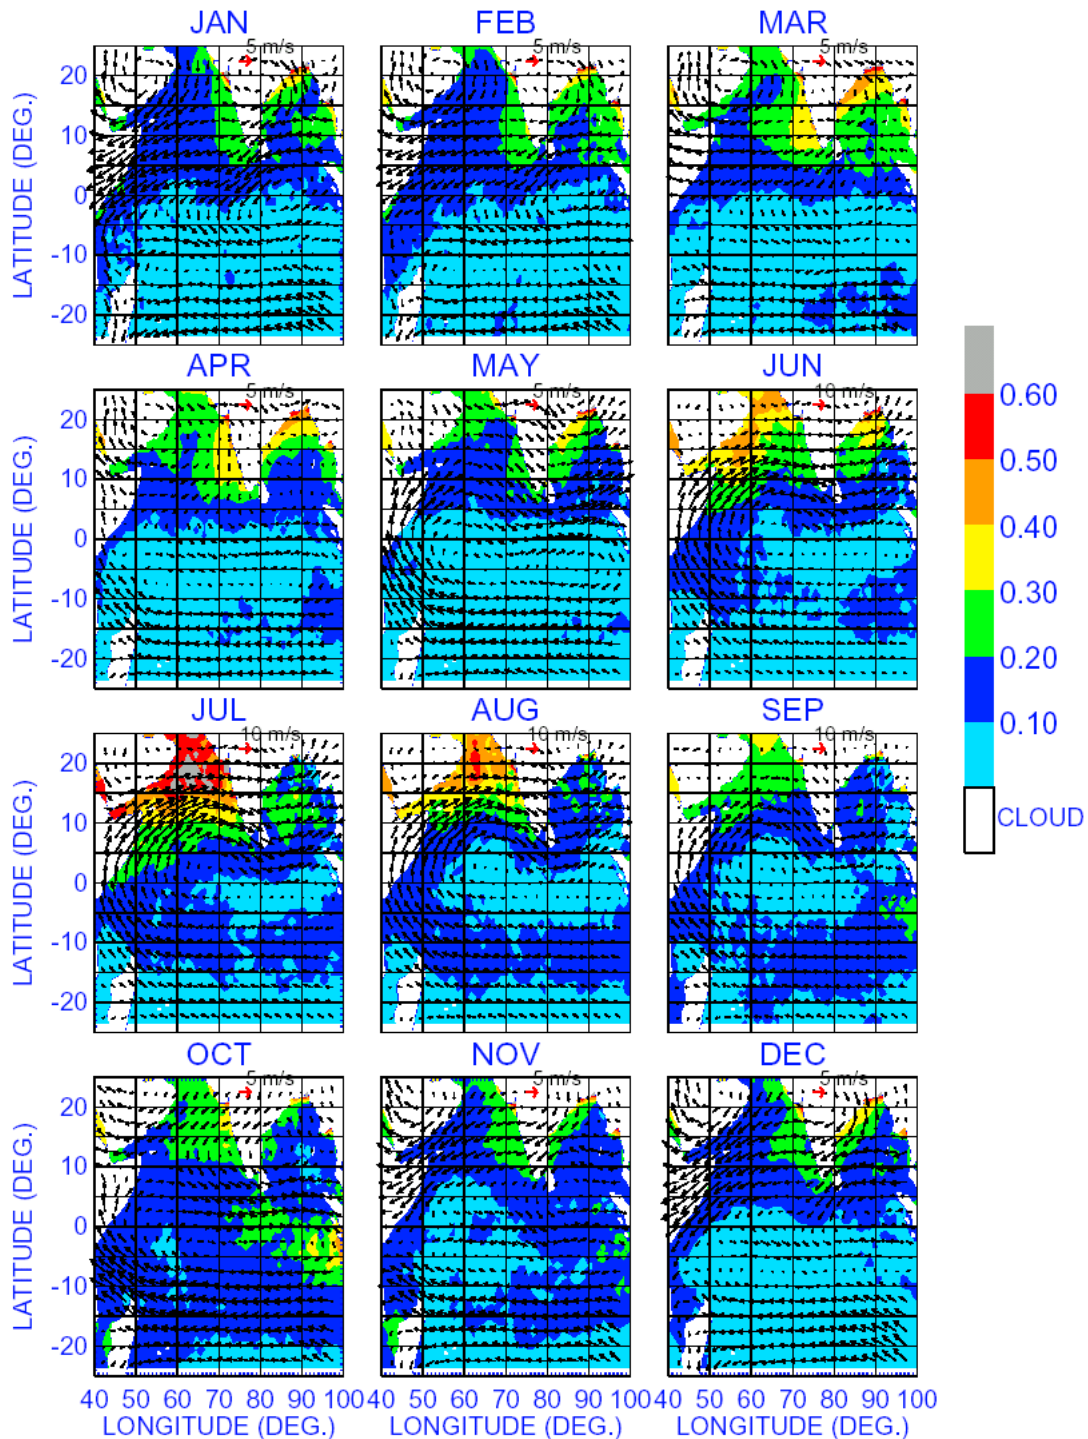 JAN FEB MAR
5 m/s 5 m/s 5 m/s
LATITUDE (DEG.)
20
10
0
-10
-20
APR MAY JUN
5 m/s 5 m/s 10 m/s
LATITUDE (DEG.
20
10
0
-10
-20
0.60
0.50
0.40
0.30
0.20
0.10
CLOUD
JUL AUG SEP
10 m/s 10 m/s 10 m/s
LATITUDE (DEG.)
20
10
0
-10
-20
OCT NOV DEC
5 m/s 5 m/s 5 m/s
LATITUDE (DEG.)
20
10
0
-10
-20
40 50 60 70 80 90 100 40 50 60 70 80 90 100 40 50 60 70 80 90 100
LONGITUDE (DEG.) LONGITUDE (DEG.) LONGITUDE (DEG.)